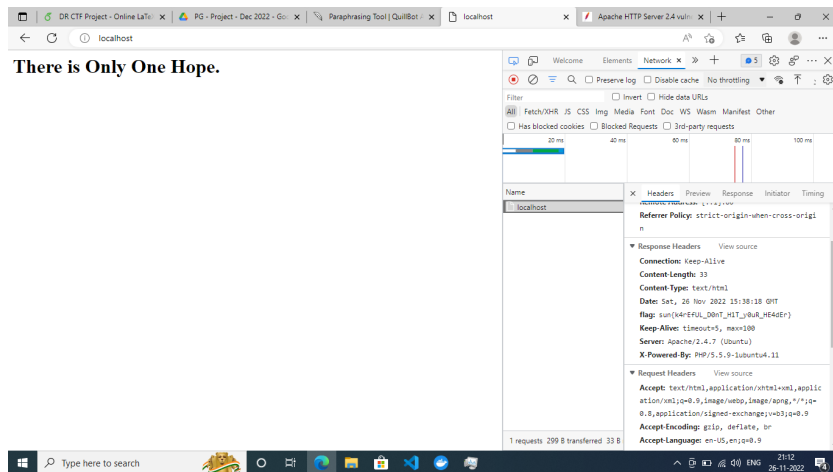 DR CTF Project - Online LaTe
PG - Project - Dec 2022 - Goo
Paraphrasing Tool | QuillBot A
localhost
Apache HTTP Server 2.4 vuln
localhost
There is Only One Hope.
Welcome Elements Network
5
Preserve log Disable cache No throttling
Filter Invert Hide data URLs
All Fetch/XHR JS CSS Img Media Font Doc WS Wasm Manifest Other
Has blocked cookies Blocked Requests 3rd-party requests
20 ms 40 ms 60 ms 80 ms 100 ms
Name
localhost
Headers Preview Response Initiator Timing
Referrer Policy: strict-origin-when-cross-origi
n
Response Headers View source
Connection: Keep-Alive
Content-Length: 33
Content-Type: text/html
Date: Sat, 26 Nov 2022 15:38:18 GMT
flag: sun{k4rEfUL_D0nT_H1T_y0uR_HE4dEr}
Keep-Alive: timeout=5, max=100
Server: Apache/2.4.7 (Ubuntu)
X-Powered-By: PHP/5.5.9-1ubuntu4.11
Request Headers View source
Accept: text/html,application/xhtml+xml,applic
ation/xml;q=0.9,image/webp,image/apng,*/*;q=
0.8,application/signed-exchange;v=b3;q=0.9
Accept-Encoding: gzip, deflate, br
Accept-Language: en-US,en;q=0.9
1 requests 299 B transferred 33 B
Type here to search
ENG
21:12
26-11-2022